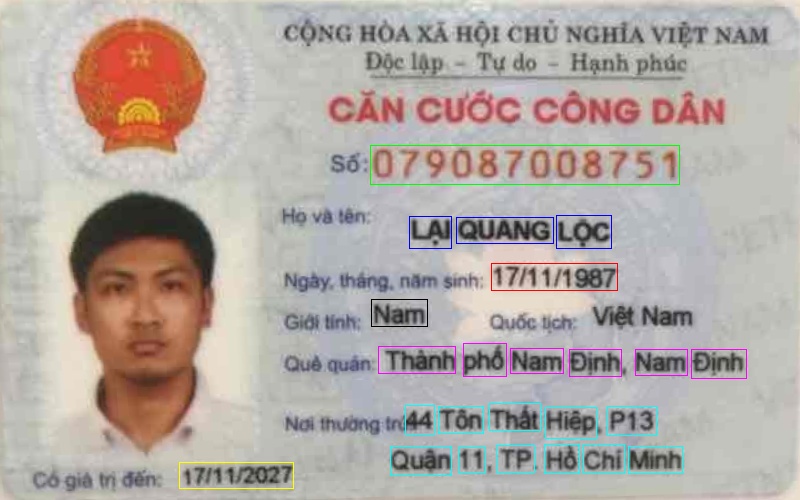 CỘNG HÒA XÃ HỘI CHỦ NGHĨA VIỆT NAM
Độc lập - Tự do - Hạnh phúc
CĂN CƯỚC CÔNG DÂN
Số: 079087008751
Họ và tên: LẠI QUANG LỘC
Ngày, tháng, năm sinh: 17/11/1987
Giới tính: Nam Quốc tịch: Việt Nam
Quê quán: Thành phố Nam Định, Nam Định
Nơi thường trú: 44 Tôn Thất Hiệp, P13
Quận 11, TP. Hồ Chí Minh
Có giá trị đến: 17/11/2027